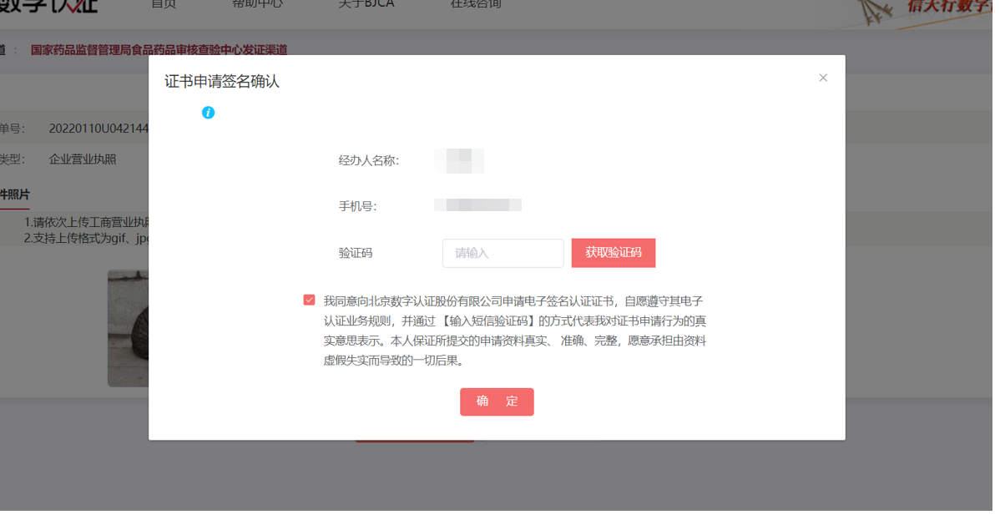 数字认证
首页 帮助中心 关于BJCA 在线咨询
信天行数字
道 : 国家药品监督管理局食品药品审核查验中心发证渠道
证书申请签名确认
单号: 20220110U042144
类型: 企业营业执照
件照片
1.请依次上传工商营业执照
2.支持上传格式为gif、jpg
经办人名称:
手机号:
验证码 请输入 获取验证码
我同意向北京数字认证股份有限公司申请电子签名认证证书，自愿遵守其电子
认证业务规则，并通过 【输入短信验证码】的方式代表我对证书申请行为的真
实意思表示。本人保证所提交的申请资料真实、 准确、完整，愿意承担由资料
虚假失实而导致的一切后果。
确 定